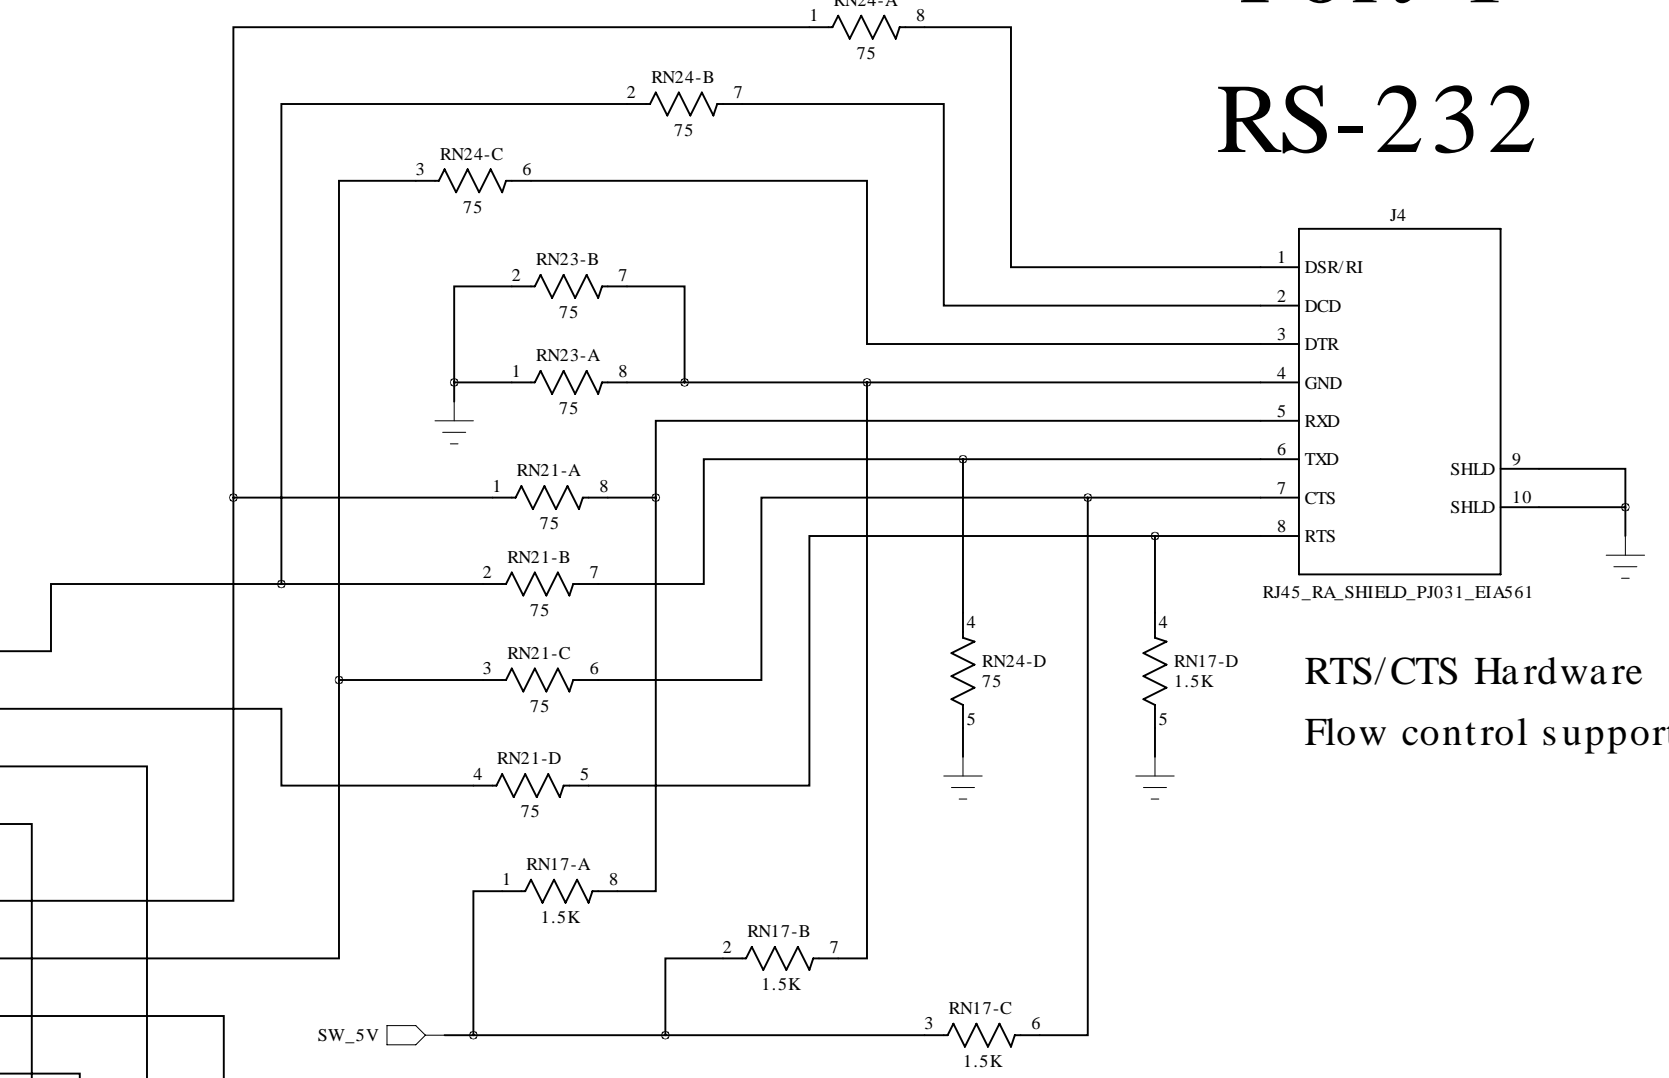 RN24-A
1 8
75
RS-232
RN24-B
2 7
75
RN24-C
3 6
75
J4
RN23-B
2 7
75
1 DSR/RI
2 DCD
3 DTR
RN23-A
1 8
75
4 GND
5 RXD
6 TXD
7 CTS
8 RTS
SHLD 9
SHLD 10
RJ45_RA_SHIELD_PJ031_EIA561
RN21-A
1 8
75
RN21-B
2 7
75
RN21-C
3 6
75
4
RN24-D
75
5
4
RN17-D
1.5K
5
RTS/CTS Hardware
Flow control support
RN21-D
4 5
75
RN17-A
1 8
1.5K
RN17-B
2 7
1.5K
RN17-C
3 6
1.5K
SW_5V